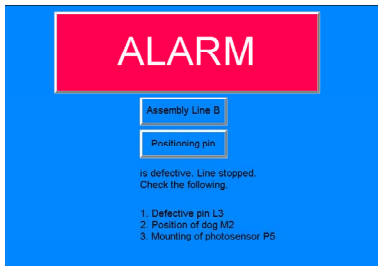 ALARM
Assembly Line B
Positioning pin
is defective. Line stopped.
Check the following.
1. Defective pin L3
2. Position of dog M2
3. Mounting of photosensor P5